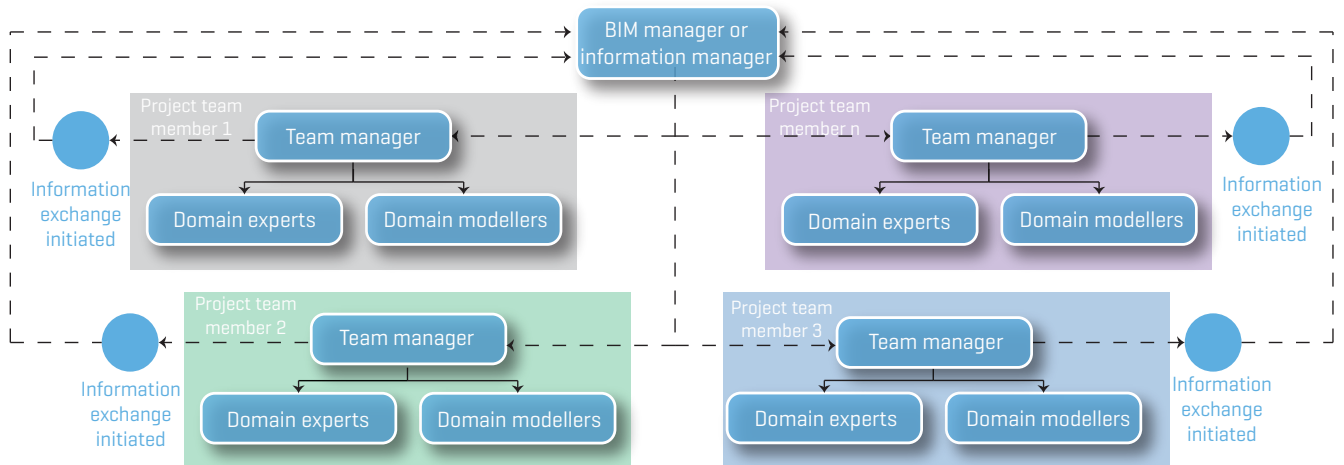 BIM manager or
information manager
Project team
member 1
Team manager
Domain experts
Domain modellers
Information
exchange
initiated
Project team
member n
Team manager
Domain experts
Domain modellers
Information
exchange
initiated
Project team
member 2
Team manager
Domain experts
Domain modellers
Information
exchange
initiated
Project team
member 3
Team manager
Domain experts
Domain modellers
Information
exchange
initiated